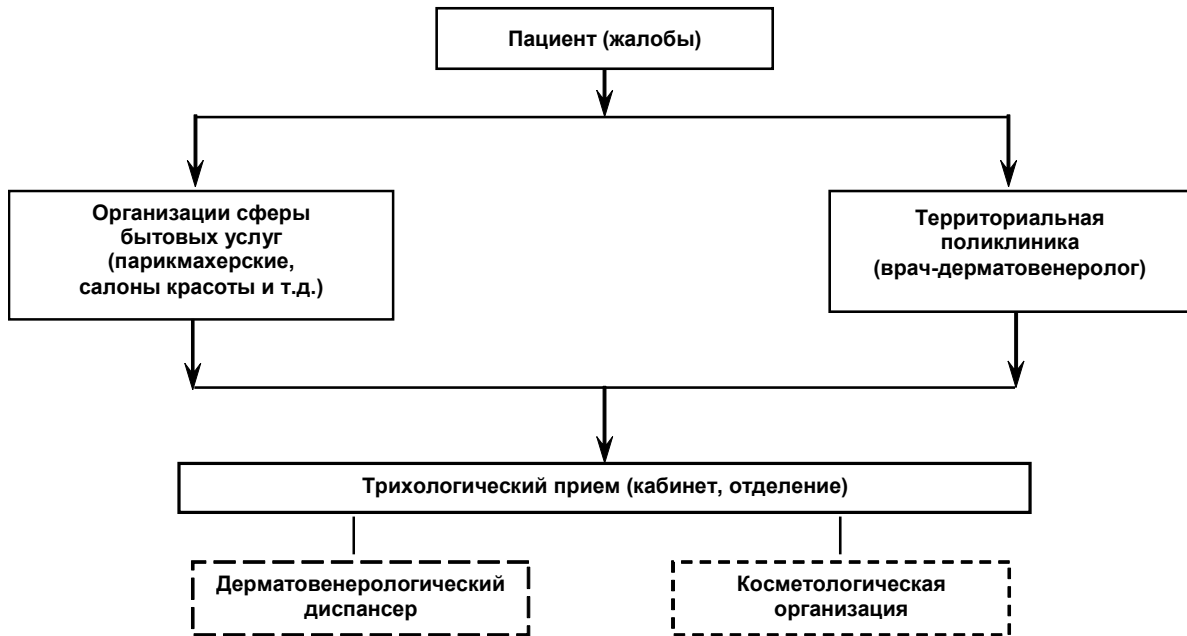 Пациент (жалобы)
Организации сферы
бытовых услуг
(парикмахерские,
салоны красоты и т.д.)
Территориальная
поликлиника
(врач-дерматовенеролог)
Трихологический прием (кабинет, отделение)
Дерматовенерологический
диспансер
Косметологическая
организация